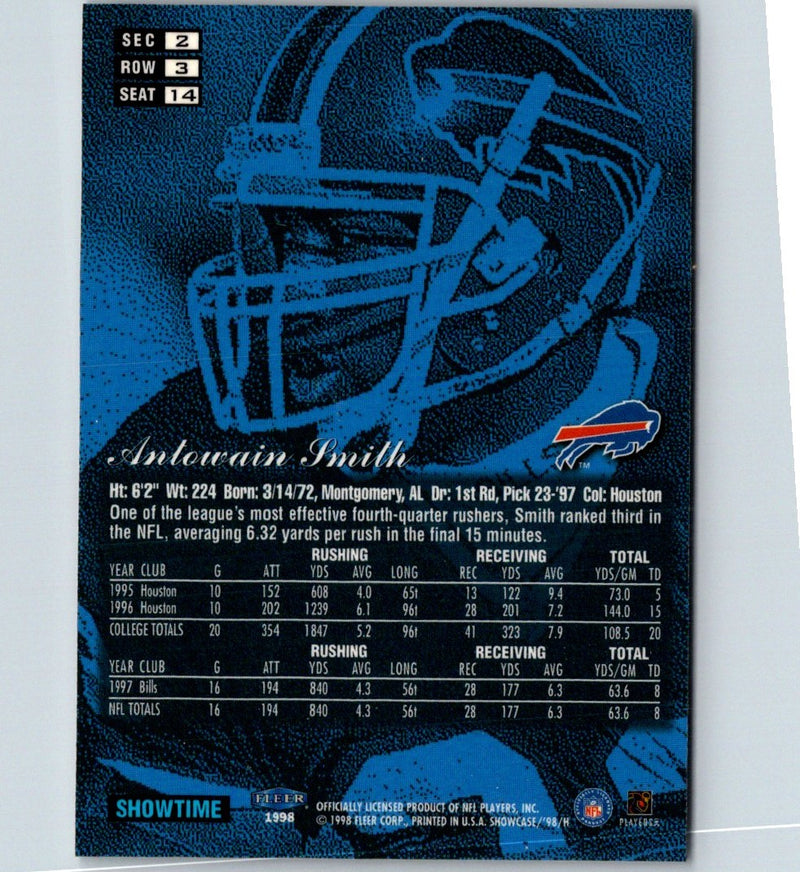 SEC 2
ROW 3
SEAT 14
Antowain Smith
TM
Ht: 6'2" Wt: 224 Born: 3/14/72, Montgomery, AL Dr: 1st Rd, Pick 23-'97 Col: Houston
One of the league's most effective fourth-quarter rushers, Smith ranked third in
the NFL, averaging 6.32 yards per rush in the final 15 minutes.
RUSHING RECEIVING TOTAL
YEAR CLUB G ATT YDS AVG LONG REC YDS AVG YDS/GM TD
1995 Houston 10 152 608 4.0 65t 13 122 9.4 73.0 5
1996 Houston 10 202 1239 6.1 96t 28 201 7.2 144.0 15
COLLEGE TOTALS 20 354 1847 5.2 96t 41 323 7.9 108.5 20
RUSHING RECEIVING TOTAL
YEAR CLUB G ATT YDS AVG LONG REC YDS AVG YDS/GM TD
1997 Bills 16 194 840 4.3 56t 28 177 6.3 63.6 8
NFL TOTALS 16 194 840 4.3 56t 28 177 6.3 63.6 8
SHOWTIME
FLEER
1998
OFFICIALLY LICENSED PRODUCT OF NFL PLAYERS, INC.
© 1998 FLEER CORP., PRINTED IN U.S.A. SHOWCASE/'98/H
NFL
PLAYERS